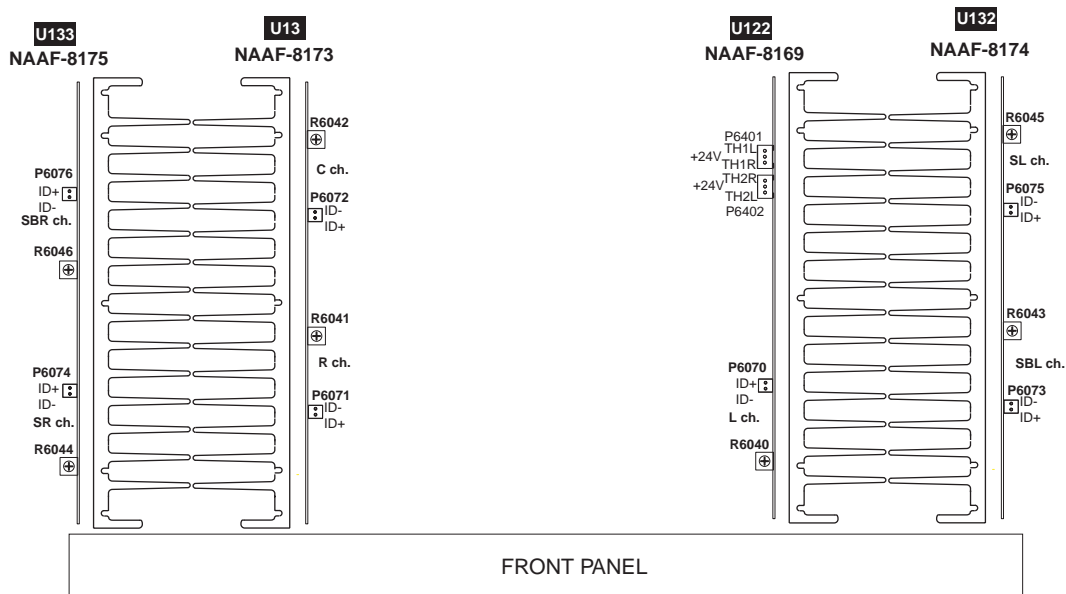 U133
NAAF-8175
U13
NAAF-8173
U122
NAAF-8169
U132
NAAF-8174
P6076
ID+
ID-
SBR ch.
R6046
P6074
ID+
ID-
SR ch.
R6044
R6042
C ch.
P6072
ID-
ID+
R6041
R ch.
P6071
ID-
ID+
P6401
TH1L
+24V
TH1R
TH2R
+24V
TH2L
P6402
P6070
ID+
ID-
L ch.
R6040
R6045
SL ch.
P6075
ID-
ID+
R6043
SBL ch.
P6073
ID-
ID+
FRONT PANEL